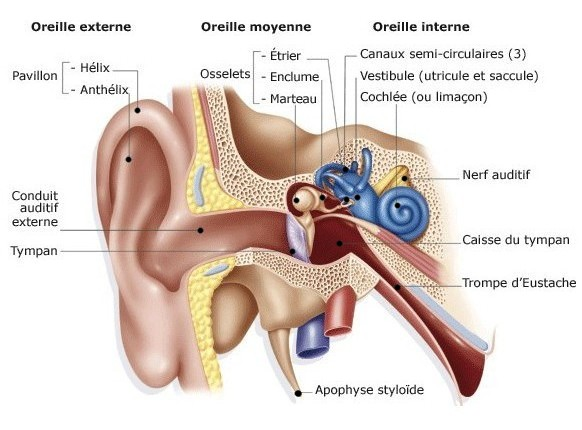 Oreille externe
Oreille moyenne
Oreille interne
Pavillon
- Hélix
- Anthélix
Osselets
- Étrier
- Enclume
- Marteau
Canaux semi-circulaires (3)
Vestibule (utricule et saccule)
Cochlée (ou limaçon)
Nerf auditif
Conduit
auditif
externe
Tympan
Caisse du tympan
Trompe d'Eustache
Apophyse styloïde